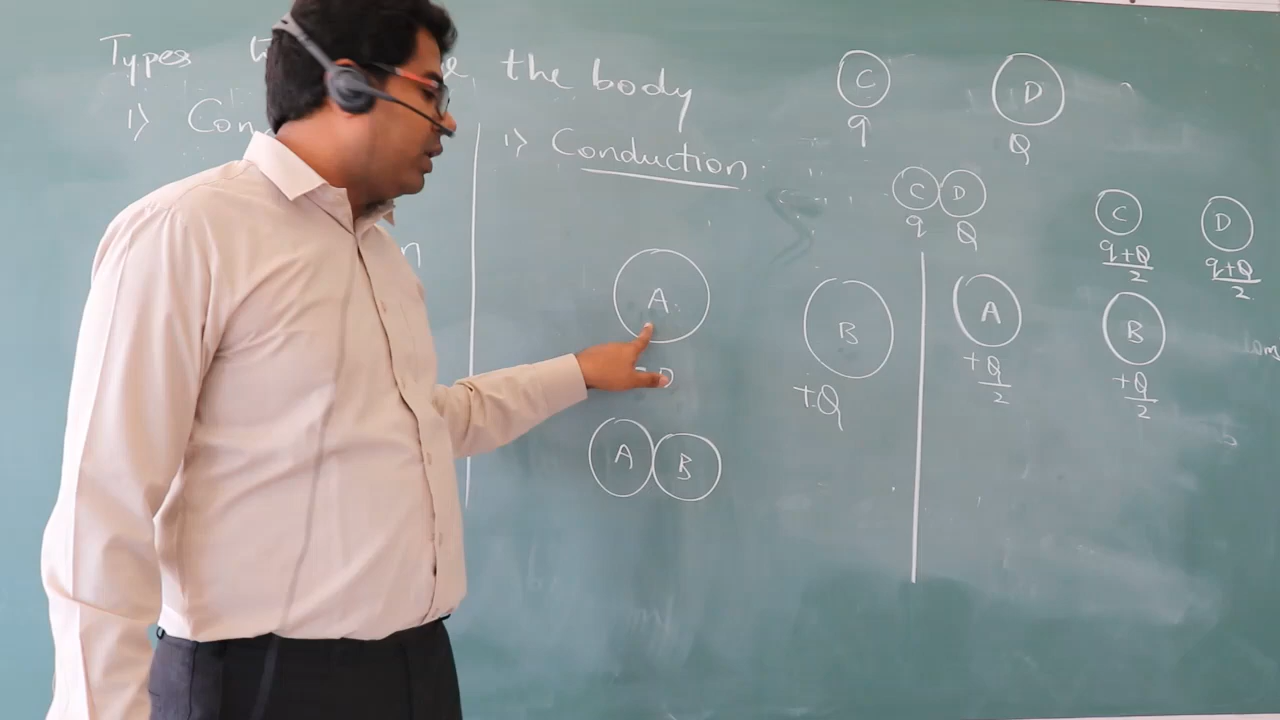 Types the body
1) Con
n
1) Conduction
A
B
+Q
A B
C D
q Q
C D
q Q
C D
q+Q/2 q+Q/2
A B
+Q/2 +Q/2